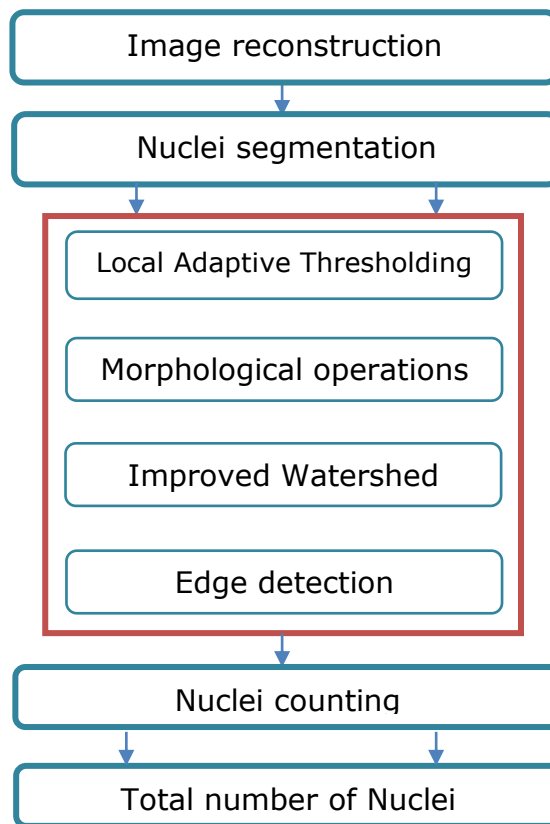 Image reconstruction
Nuclei segmentation
Local Adaptive Thresholding
Morphological operations
Improved Watershed
Edge detection
Nuclei counting
Total number of Nuclei